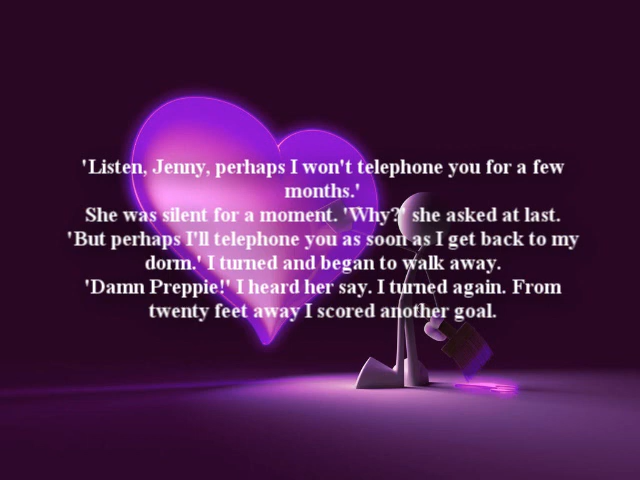 'Listen, Jenny, perhaps I won't telephone you for a few
months.'
She was silent for a moment. 'Why?' she asked at last.
'But perhaps I'll telephone you as soon as I get back to my
dorm.' I turned and began to walk away.
'Damn Preppie!' I heard her say. I turned again. From
twenty feet away I scored another goal.